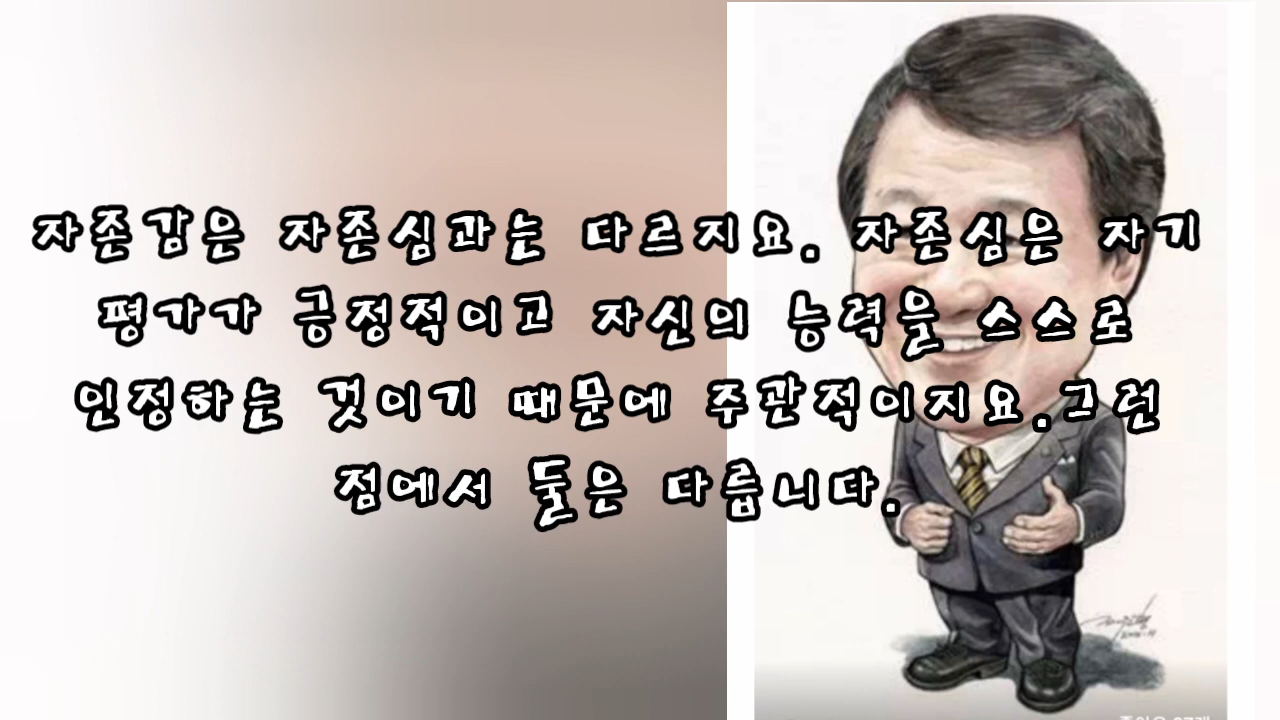 자존감은 자존심과는 다르지요. 자존심은 자기
평가가 긍정적이고 자신의 능력을 스스로
인정하는 것이기 때문에 주관적이지요.그런
점에서 둘은 다릅니다.